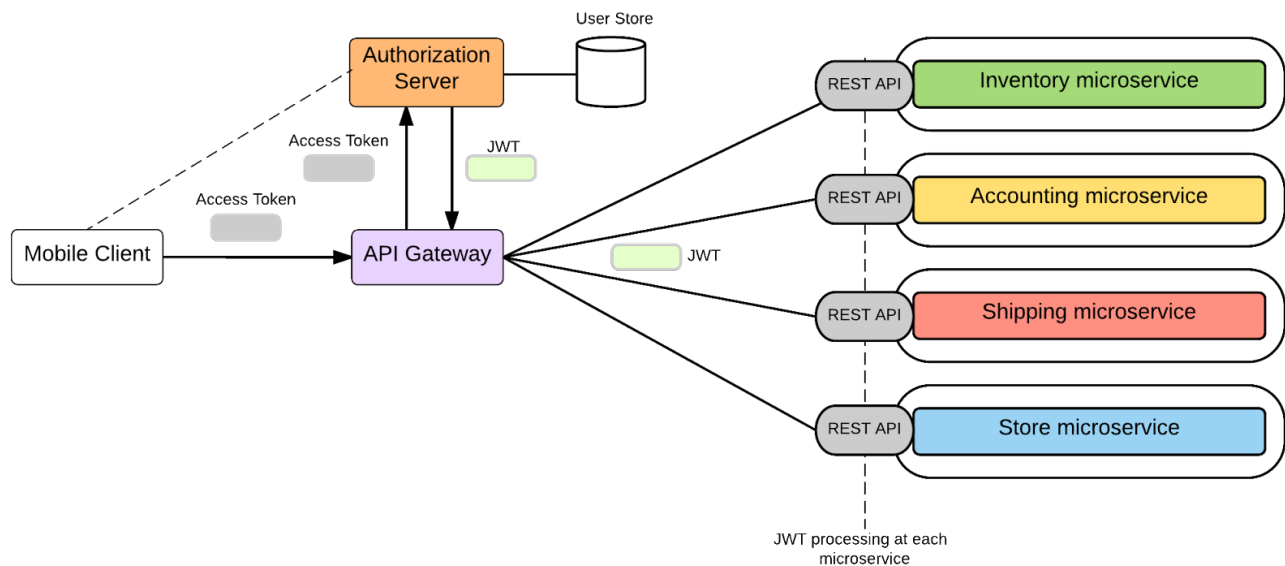 User Store
Authorization
Server
REST API
Inventory microservice
Access Token
JWT
Access Token
REST API
Accounting microservice
Mobile Client
API Gateway
JWT
REST API
Shipping microservice
REST API
Store microservice
JWT processing at each
microservice